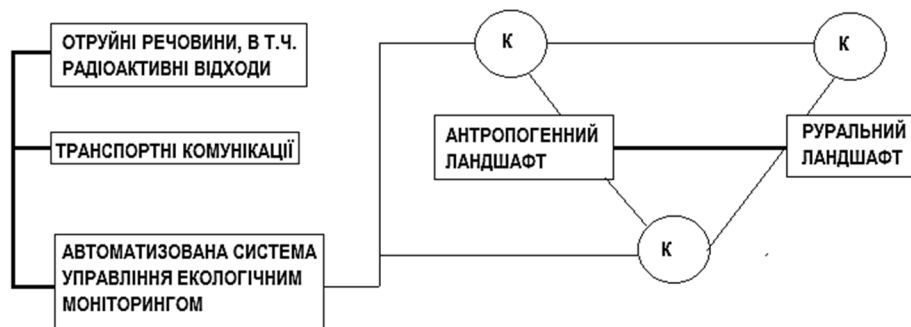 ОТРУЙНІ РЕЧОВИНИ, В Т.Ч.
РАДІОАКТИВНІ ВІДХОДИ
ТРАНСПОРТНІ КОМУНІКАЦІЇ
АВТОМАТИЗОВАНА СИСТЕМА
УПРАВЛІННЯ ЕКОЛОГІЧНИМ
МОНІТОРИНГОМ
К
К
АНТРОПОГЕННИЙ
ЛАНДШАФТ
РУРАЛЬНИЙ
ЛАНДШАФТ
К